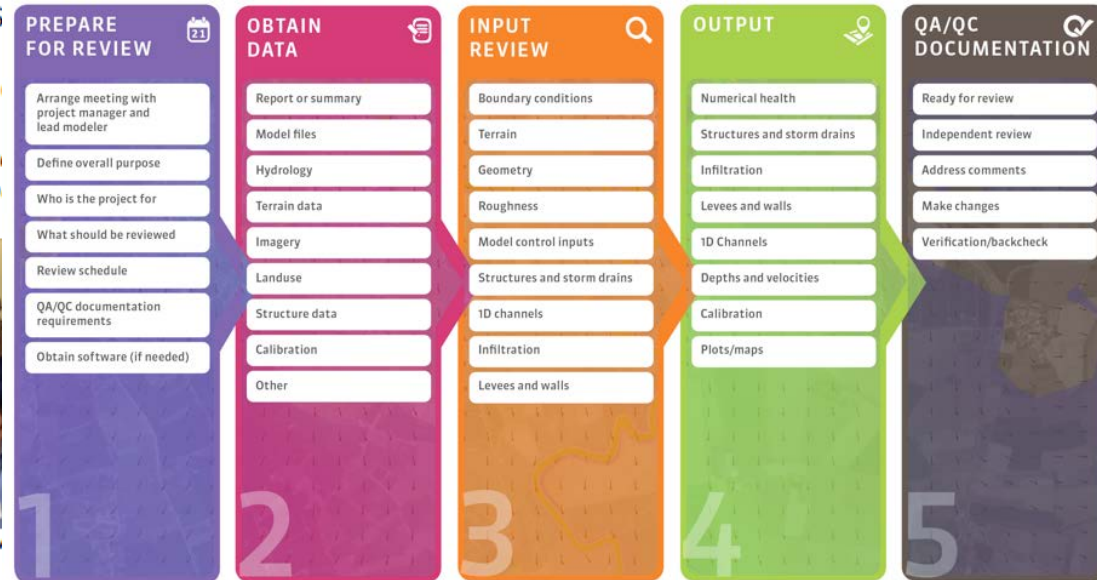 PREPARE
FOR REVIEW
21
Arrange meeting with
project manager and
lead modeler
Define overall purpose
Who is the project for
What should be reviewed
Review schedule
QA/QC documentation
requirements
Obtain software (if needed)
1
OBTAIN
DATA
Report or summary
Model files
Hydrology
Terrain data
Imagery
Landuse
Structure data
Calibration
Other
2
INPUT
REVIEW
Boundary conditions
Terrain
Geometry
Roughness
Model control inputs
Structures and storm drains
1D channels
Infiltration
Levees and walls
3
OUTPUT
Numerical health
Structures and storm drains
Infiltration
Levees and walls
1D Channels
Depths and velocities
Calibration
Plots/maps
4
QA/QC
DOCUMENTATION
Ready for review
Independent review
Address comments
Make changes
Verification/backcheck
5